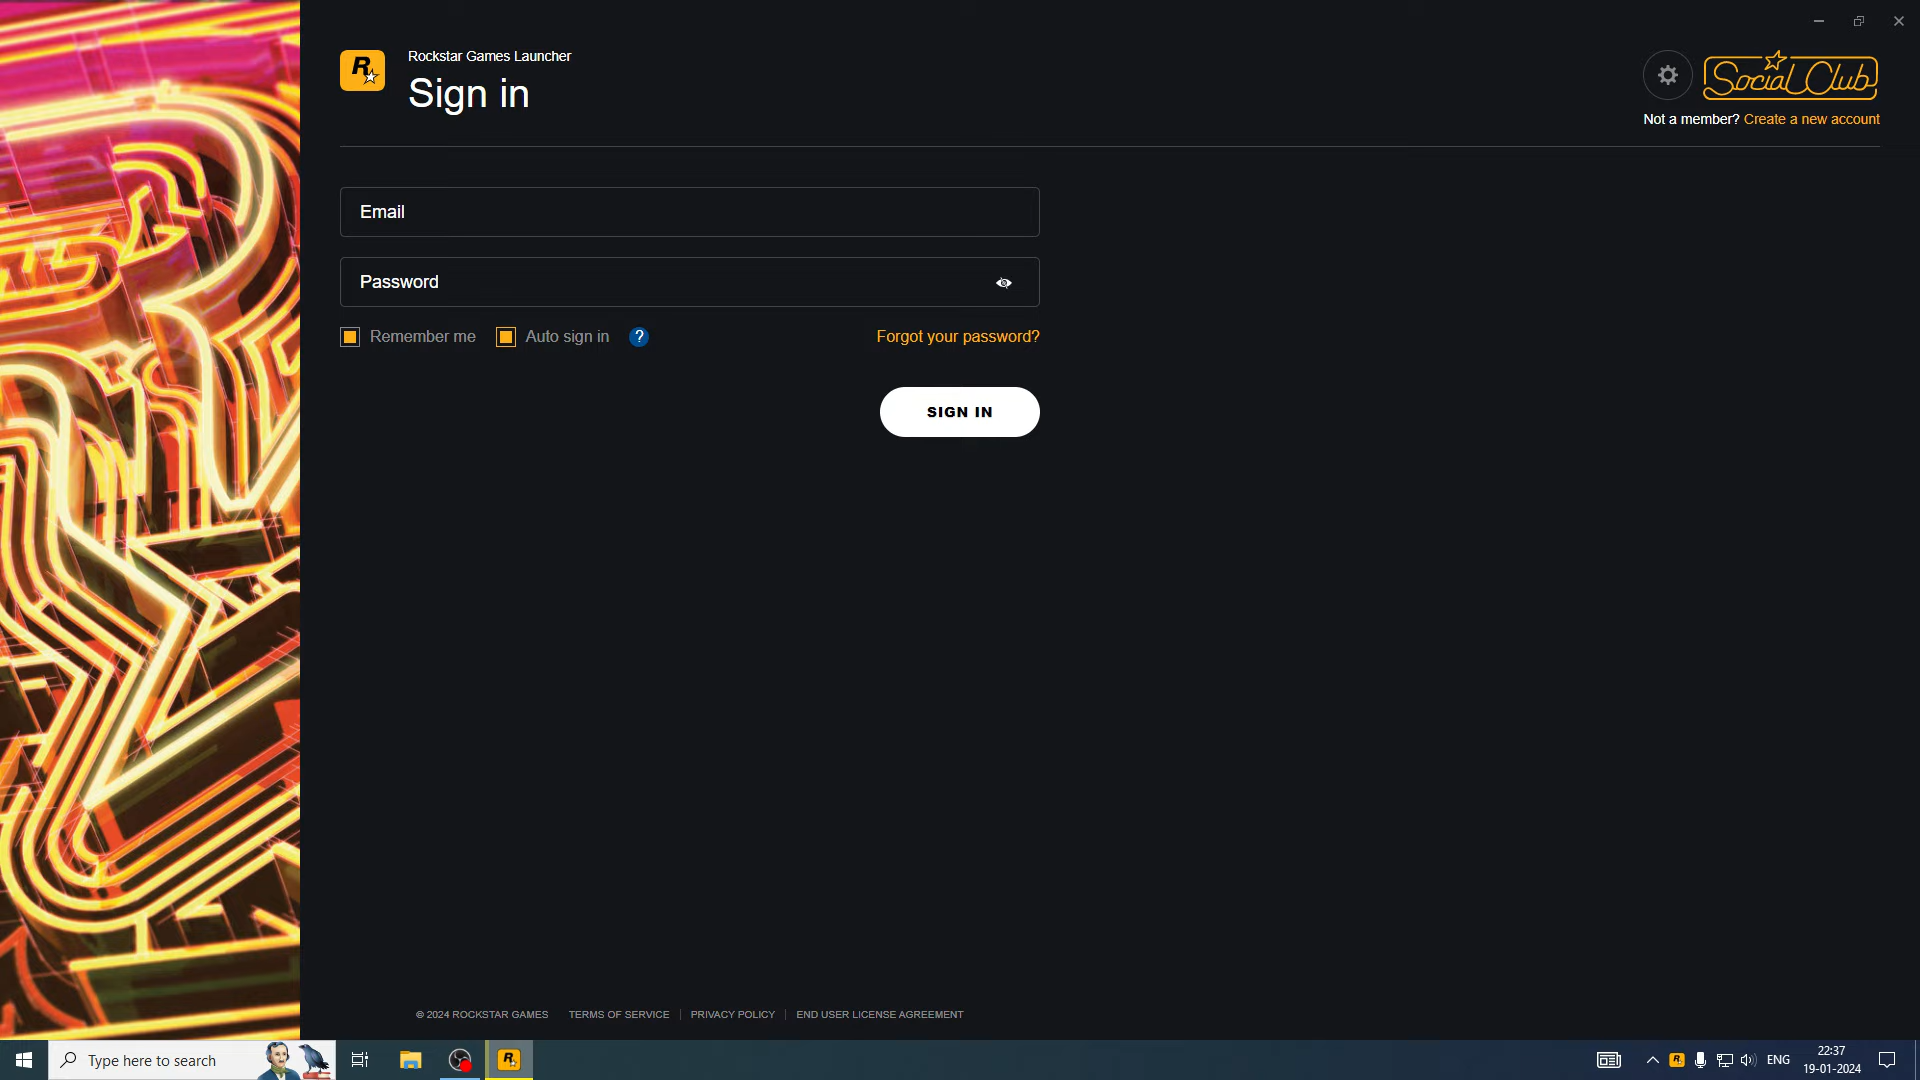 Rockstar Games Launcher
Sign in
Social Club
Not a member? Create a new account
Email
Password
Remember me Auto sign in ? Forgot your password?
SIGN IN
© 2024 ROCKSTAR GAMES TERMS OF SERVICE PRIVACY POLICY END USER LICENSE AGREEMENT
Type here to search
ENG
22:37
19-01-2024